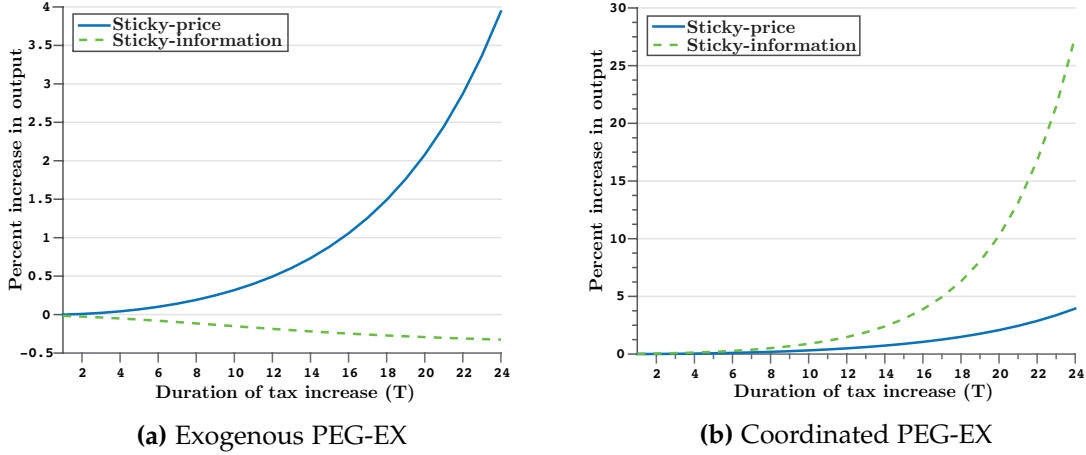 Sticky-price
Sticky-information
Percent increase in output
4
3.5
3
2.5
2
1.5
1
0.5
0
−0.5
2 4 6 8 10 12 14 16 18 20 22 24
Duration of tax increase (T)
(a) Exogenous PEG-EX
Sticky-price
Sticky-information
Percent increase in output
30
25
20
15
10
5
0
2 4 6 8 10 12 14 16 18 20 22 24
Duration of tax increase (T)
(b) Coordinated PEG-EX